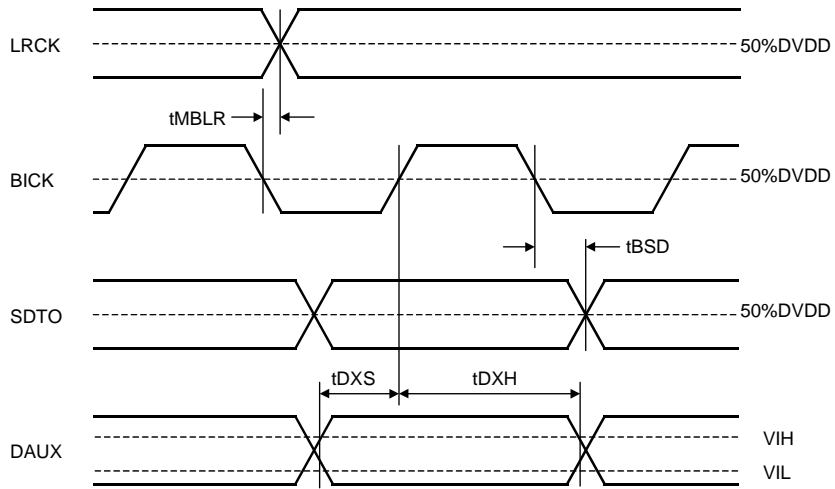 LRCK
50%DVDD
tMBLR
BICK
50%DVDD
tBSD
SDTO
50%DVDD
tDXS
tDXH
DAUX
VIH
VIL